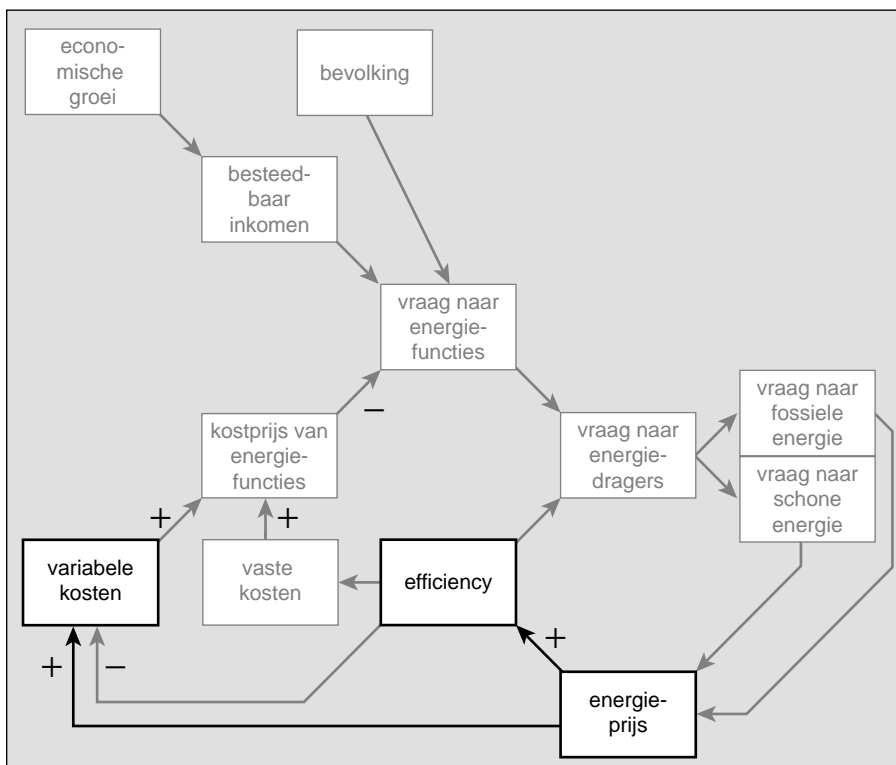 econo-
mische
groei
bevolking
besteed-
baar
inkomen
vraag naar
energie-
functies
kostprijs van
energie-
functies
vraag naar
energie-
dragers
vraag naar
fossiele
energie
vraag naar
schone
energie
–
+
+
variabele
kosten
vaste
kosten
efficiency
+
–
+
energie-
prijs